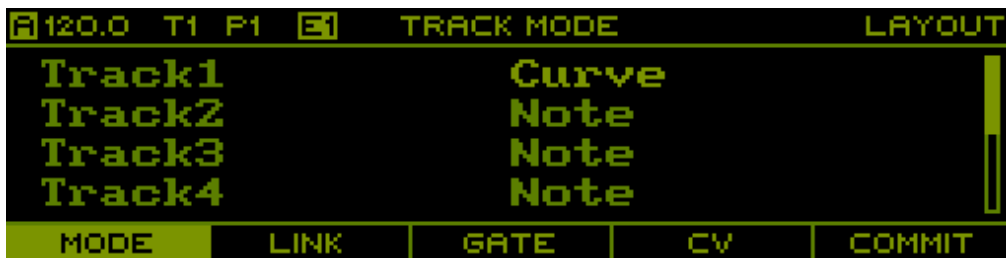 A 120.0 T1 P1 E1 TRACK MODE LAYOUT
Track1 Curve
Track2 Note
Track3 Note
Track4 Note
MODE LINK GATE CV COMMIT